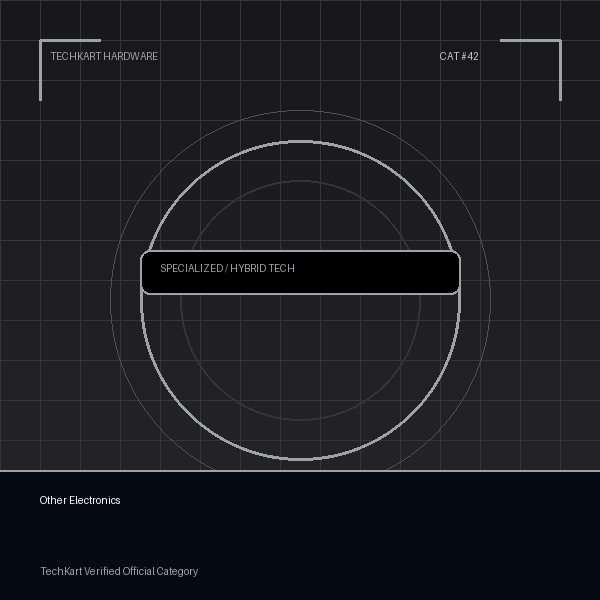 TECHKART HARDWARE
CAT #42
SPECIALIZED / HYBRID TECH
Other Electronics
TechKart Verified Official Category